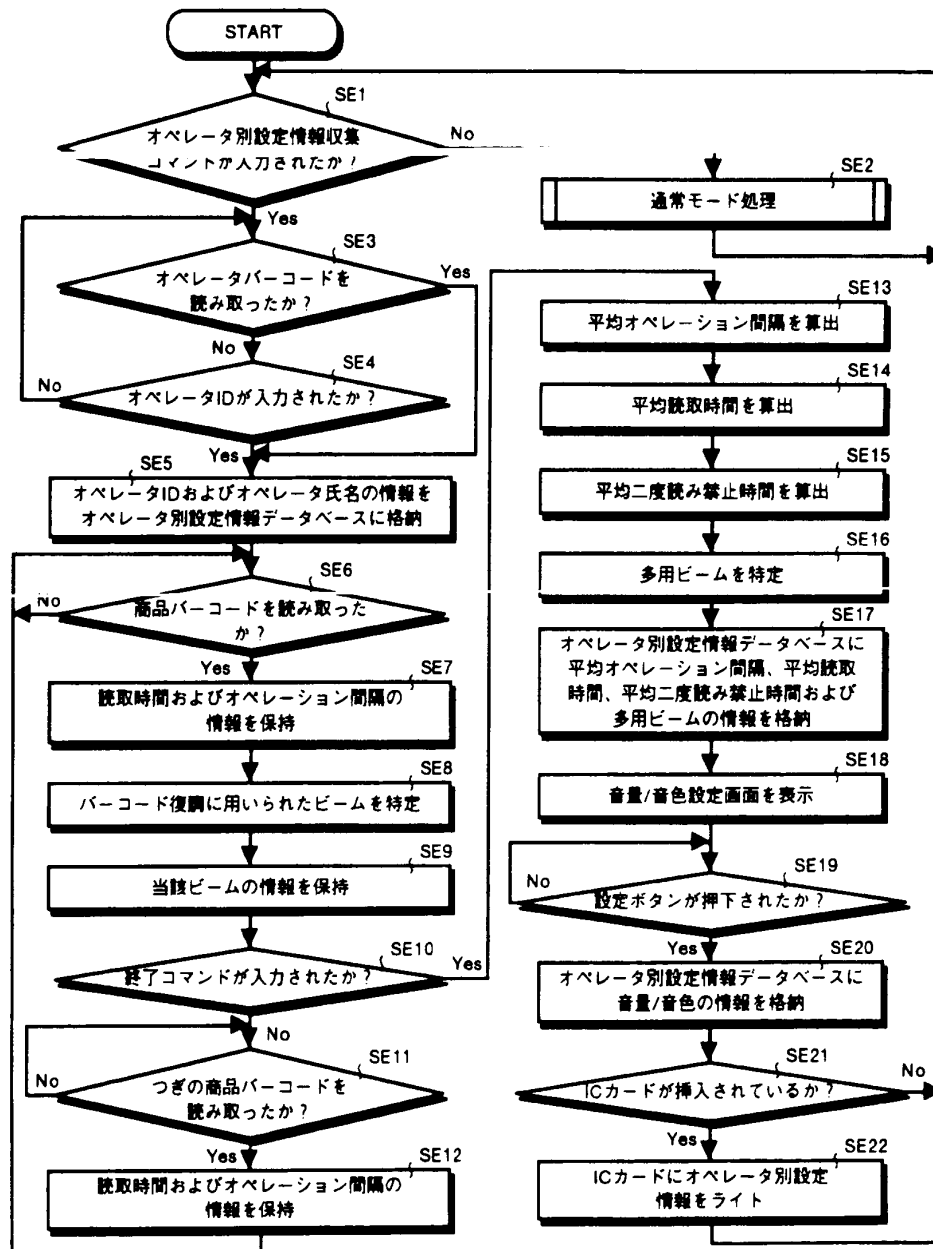 START
SE1
オペレータ別設定情報収集
コマンドが入力されたか?
No
Yes
SE2
通常モード処理
SE3
オペレータバーコードを
読み取ったか?
Yes
No
SE4
オペレータIDが入力されたか?
No
Yes
SE5
オペレータIDおよびオペレータ氏名の情報を
オペレータ別設定情報データベースに格納
SE6
商品バーコードを読み取った
か?
No
Yes
SE7
読取時間およびオペレーション間隔の
情報を保持
SE8
バーコード復調に用いられたビームを特定
SE9
当該ビームの情報を保持
SE10
終了コマンドが入力されたか?
Yes
No
SE11
つぎの商品バーコードを
読み取ったか?
No
Yes
SE12
読取時間およびオペレーション間隔の
情報を保持
SE13
平均オペレーション間隔を算出
SE14
平均読取時間を算出
SE15
平均二度読み禁止時間を算出
SE16
多用ビームを特定
SE17
オペレータ別設定情報データベースに
平均オペレーション間隔、平均読取
時間、平均二度読み禁止時間および
多用ビームの情報を格納
SE18
音量/音色設定画面を表示
SE19
設定ボタンが押下されたか?
No
Yes
SE20
オペレータ別設定情報データベースに
音量/音色の情報を格納
SE21
ICカードが挿入されているか?
No
Yes
SE22
ICカードにオペレータ別設定
情報をライト